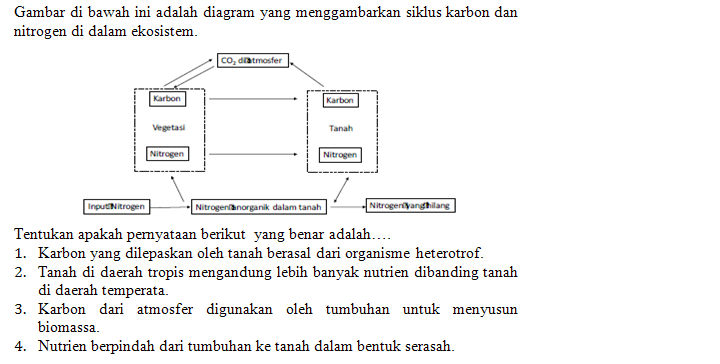 Gambar di bawah ini adalah diagram yang menggambarkan siklus karbon dan
nitrogen di dalam ekosistem.
CO₂ di atmosfer
Karbon
Karbon
Vegetasi
Tanah
Nitrogen
Nitrogen
Input Nitrogen
Nitrogen anorganik dalam tanah
Nitrogen yang hilang
Tentukan apakah pernyataan berikut yang benar adalah....
1. Karbon yang dilepaskan oleh tanah berasal dari organisme heterotrof.
2. Tanah di daerah tropis mengandung lebih banyak nutrien dibanding tanah
di daerah temperata.
3. Karbon dari atmosfer digunakan oleh tumbuhan untuk menyusun
biomassa.
4. Nutrien berpindah dari tumbuhan ke tanah dalam bentuk serasah.